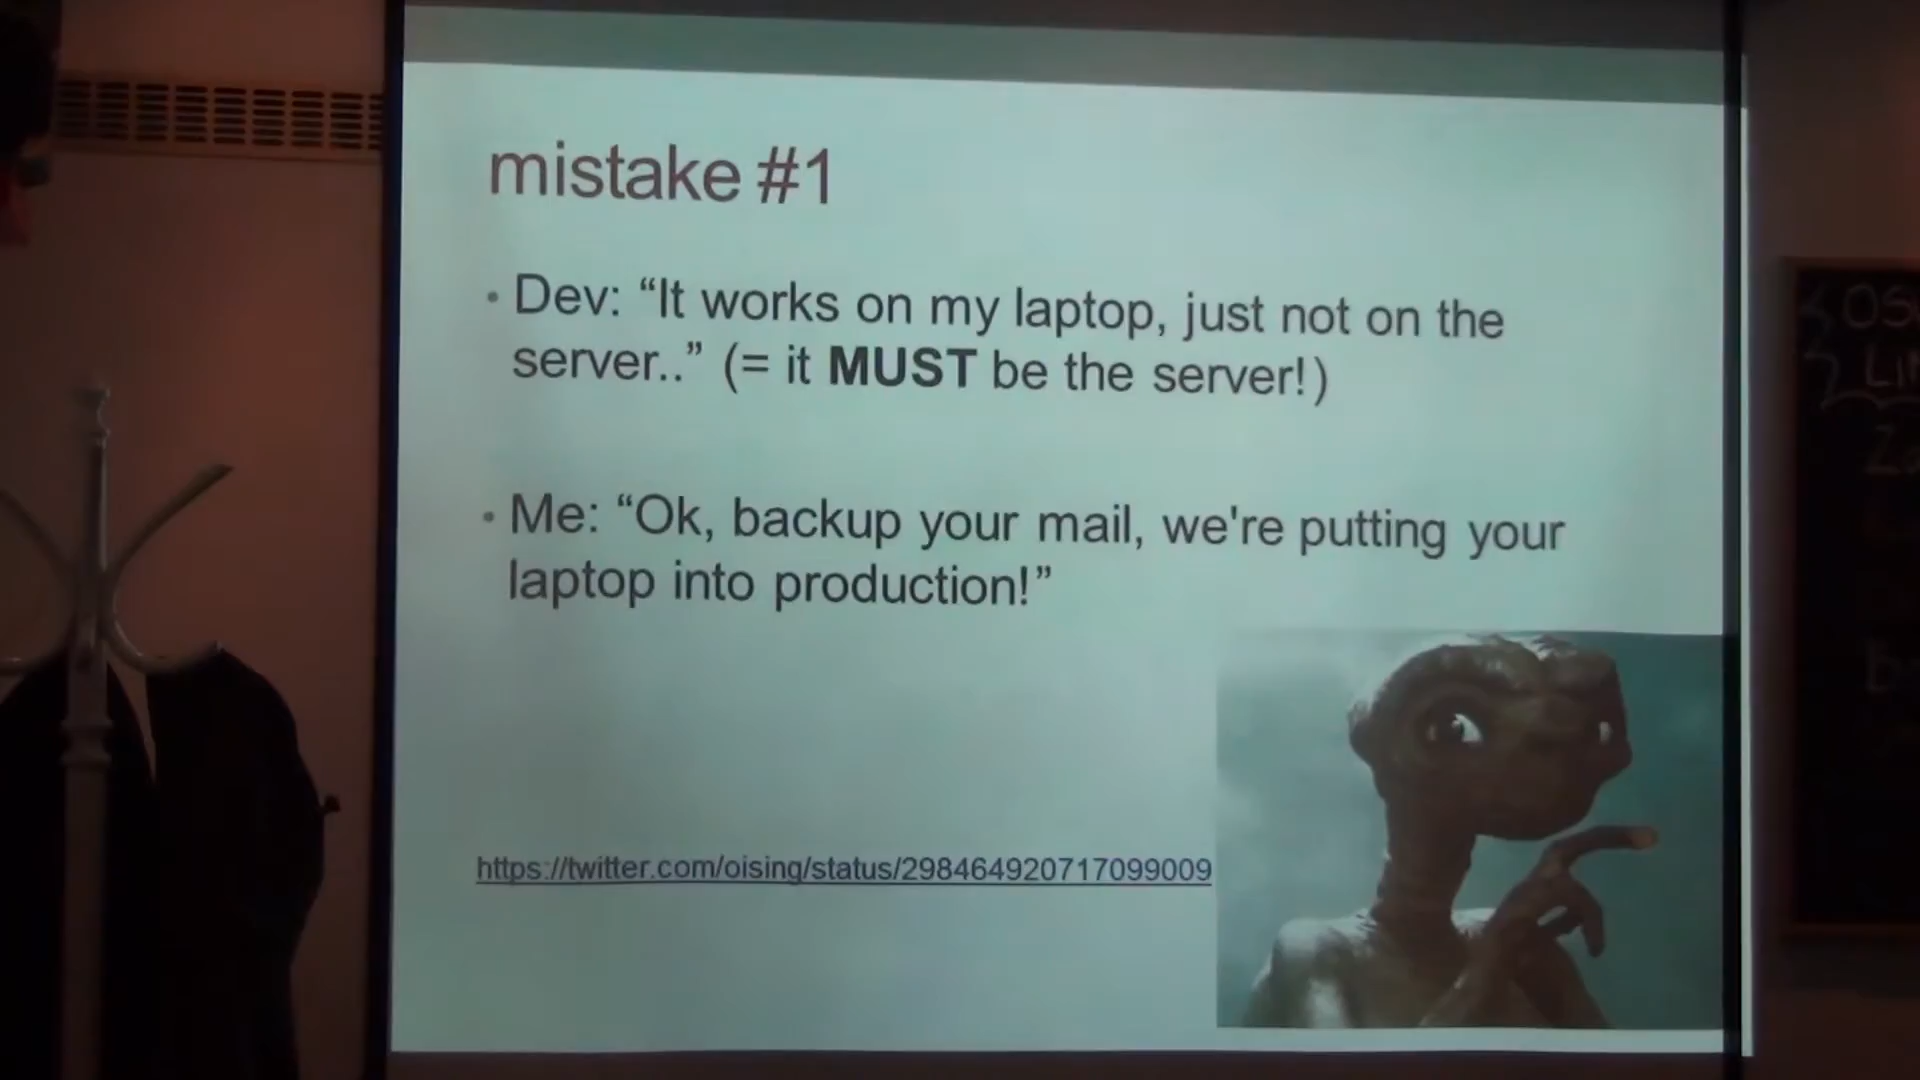 mistake #1
• Dev: “It works on my laptop, just not on the
server..” (= it MUST be the server!)
• Me: “Ok, backup your mail, we're putting your
laptop into production!”
https://twitter.com/oising/status/298464920717099009